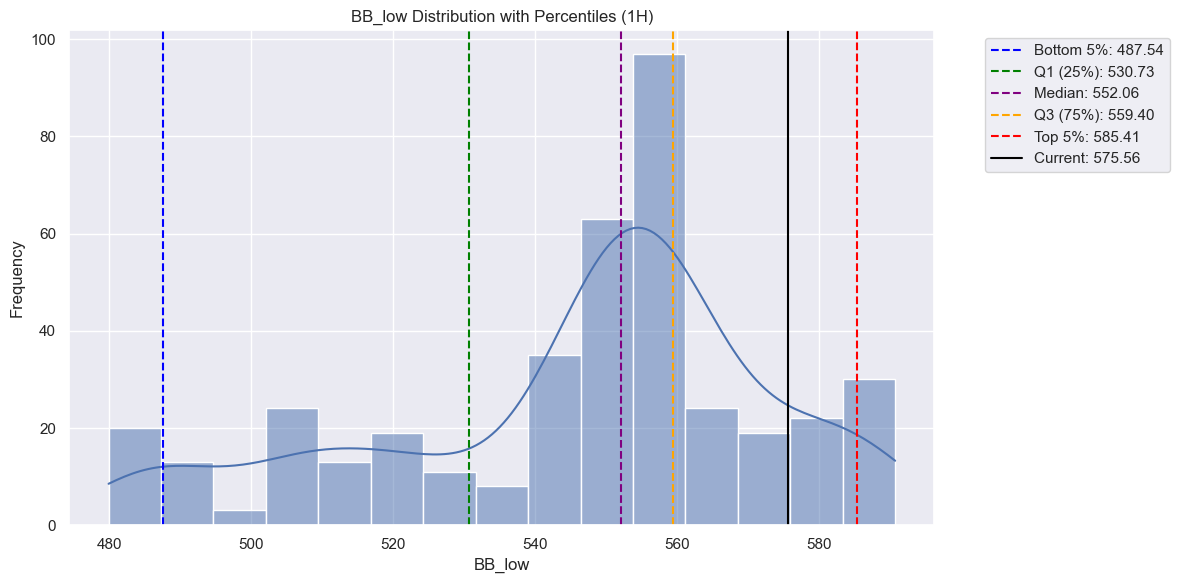 BB_low Distribution with Percentiles (1H)
100
80
60
40
20
0
Frequency
480
500
520
540
560
580
BB_low
Bottom 5%: 487.54
Q1 (25%): 530.73
Median: 552.06
Q3 (75%): 559.40
Top 5%: 585.41
Current: 575.56